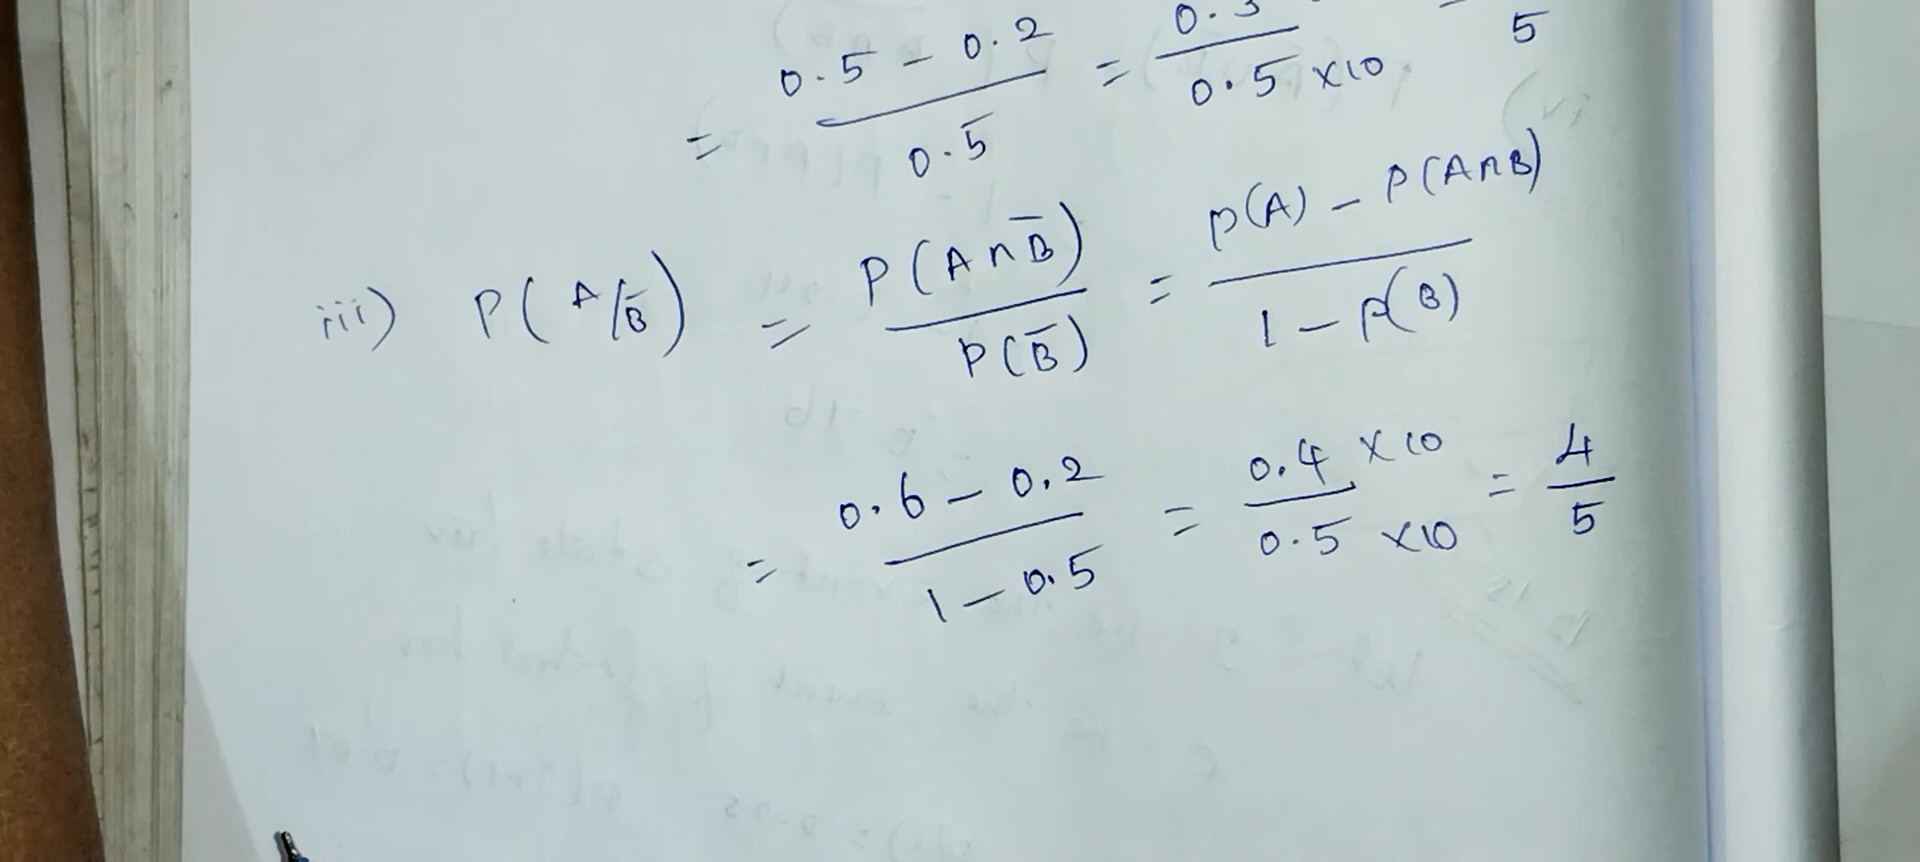 = 0.5 - 0.2 / 0.5 = 0.3 / 0.5 ×10 5
iii) P(A/B̅) = P(A∩B̅) / P(B̅) = P(A) - P(A∩B) / 1 - P(B)
= 0.6 - 0.2 / 1 - 0.5 = 0.4 ×10 / 0.5 ×10 = 4 / 5